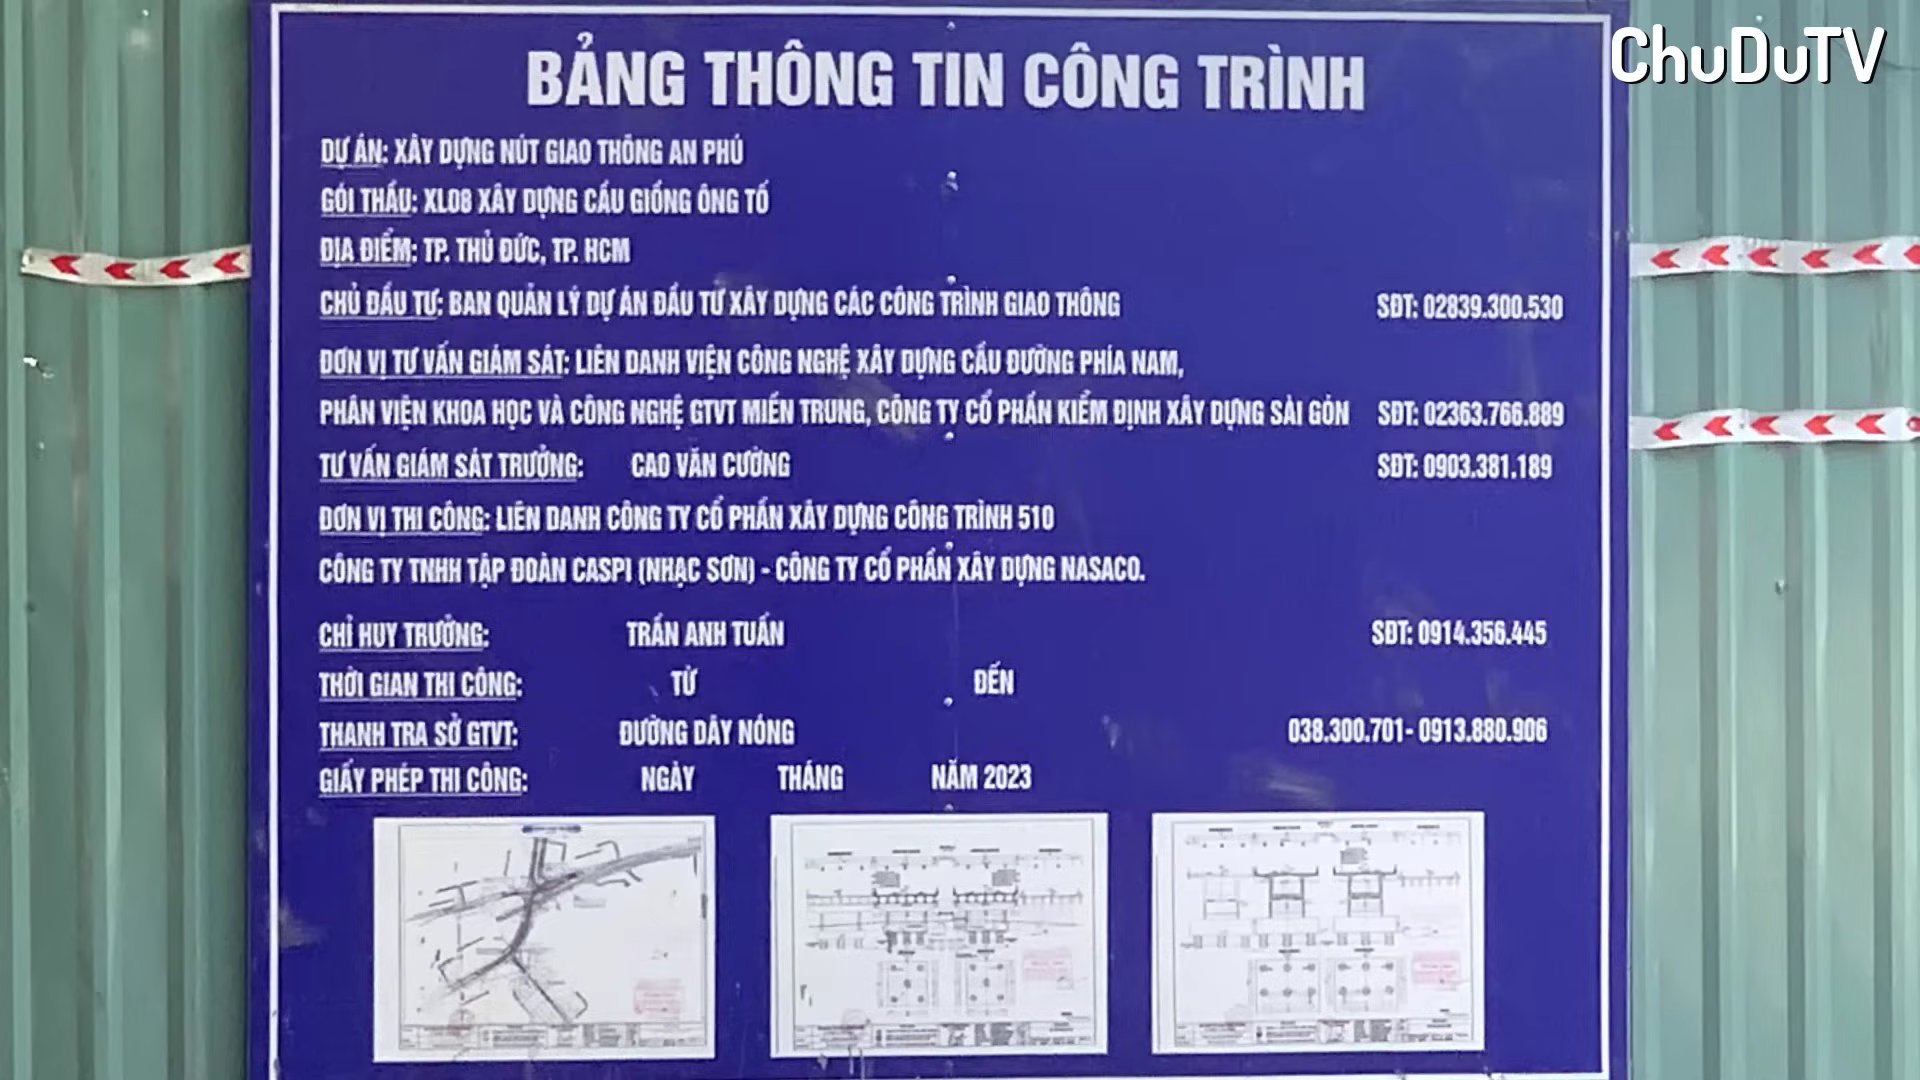 ChuDuTV
BẢNG THÔNG TIN CÔNG TRÌNH
DỰ ÁN: XÂY DỰNG NÚT GIAO THÔNG AN PHÚ
GÓI THẦU: XL08 XÂY DỰNG CẦU GIỒNG ÔNG TỐ
ĐỊA ĐIỂM: TP. THỦ ĐỨC, TP. HCM
CHỦ ĐẦU TƯ: BAN QUẢN LÝ DỰ ÁN ĐẦU TƯ XÂY DỰNG CÁC CÔNG TRÌNH GIAO THÔNG SĐT: 02839.300.530
ĐƠN VỊ TƯ VẤN GIÁM SÁT: LIÊN DANH VIỆN CÔNG NGHỆ XÂY DỰNG CẦU ĐƯỜNG PHÍA NAM,
PHÂN VIỆN KHOA HỌC VÀ CÔNG NGHỆ GTVT MIỀN TRUNG, CÔNG TY CỔ PHẦN KIỂM ĐỊNH XÂY DỰNG SÀI GÒN SĐT: 02363.766.889
TƯ VẤN GIÁM SÁT TRƯỞNG: CAO VĂN CƯỜNG SĐT: 0903.381.189
ĐƠN VỊ THI CÔNG: LIÊN DANH CÔNG TY CỔ PHẦN XÂY DỰNG CÔNG TRÌNH 510
CÔNG TY TNHH TẬP ĐOÀN CASPI (NHẠC SƠN) - CÔNG TY CỔ PHẦN XÂY DỰNG NASACO.
CHỈ HUY TRƯỞNG: TRẦN ANH TUẤN SĐT: 0914.356.445
THỜI GIAN THI CÔNG: TỪ ĐẾN
THANH TRA SỞ GTVT: ĐƯỜNG DÂY NÓNG 038.300.701- 0913.880.906
GIẤY PHÉP THI CÔNG: NGÀY THÁNG NĂM 2023